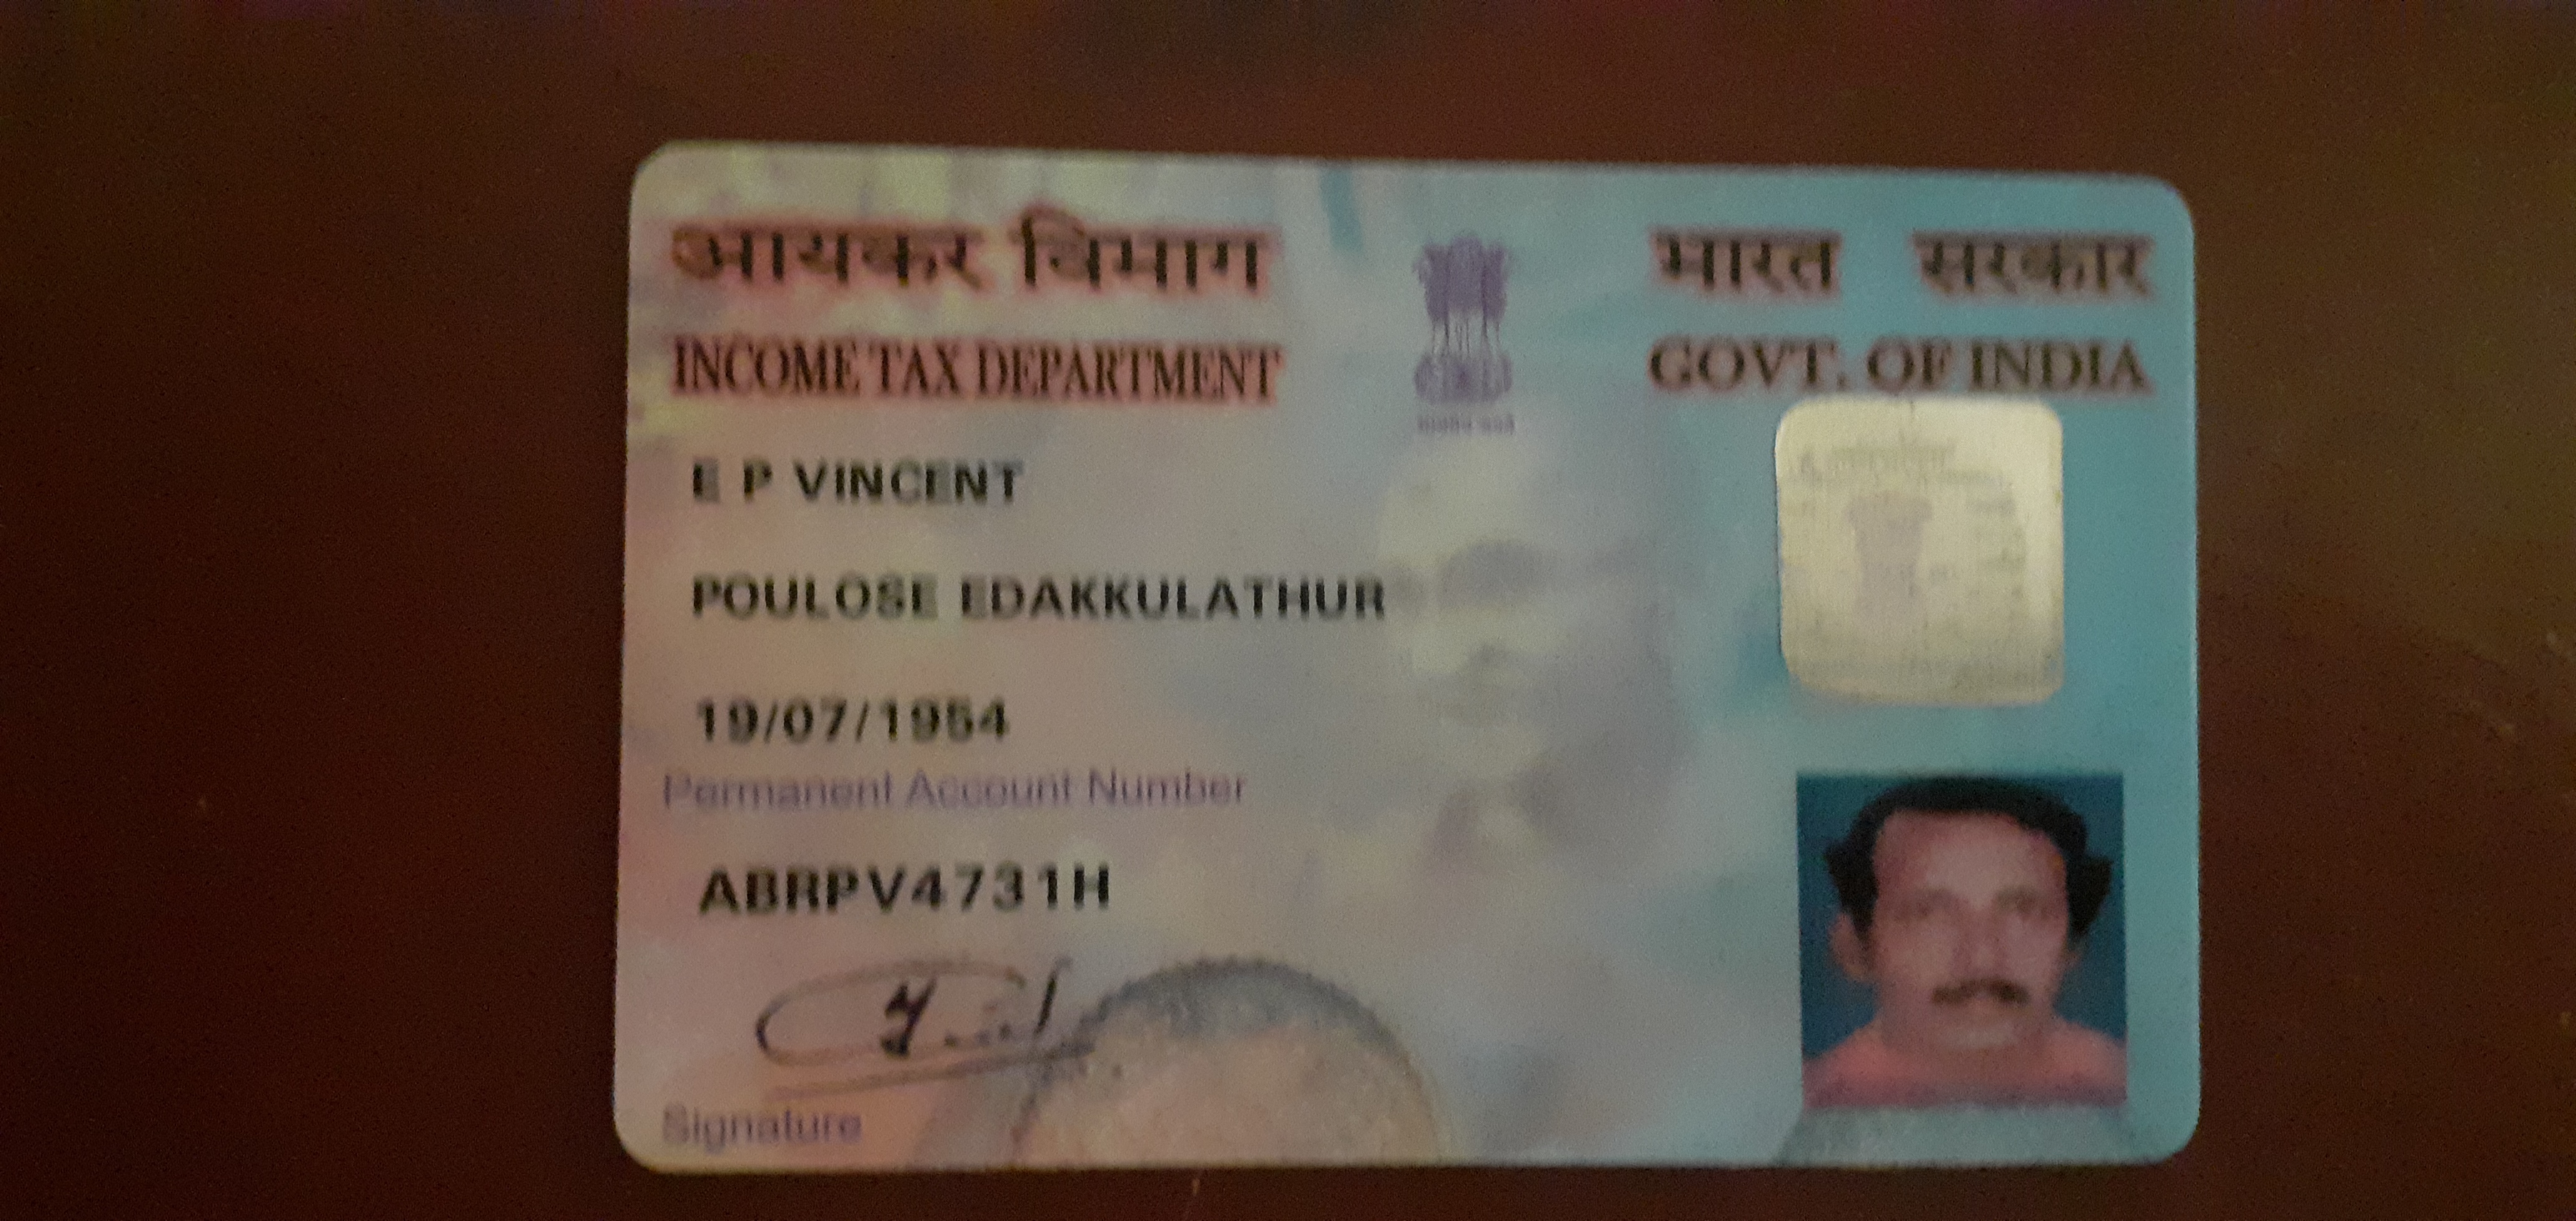 आयकर विभाग
INCOME TAX DEPARTMENT
भारत सरकार
GOVT. OF INDIA
E P VINCENT
POULOSE EDAKKULATHUR
19/07/1964
Permanent Account Number
ABRPV4731H
Signature